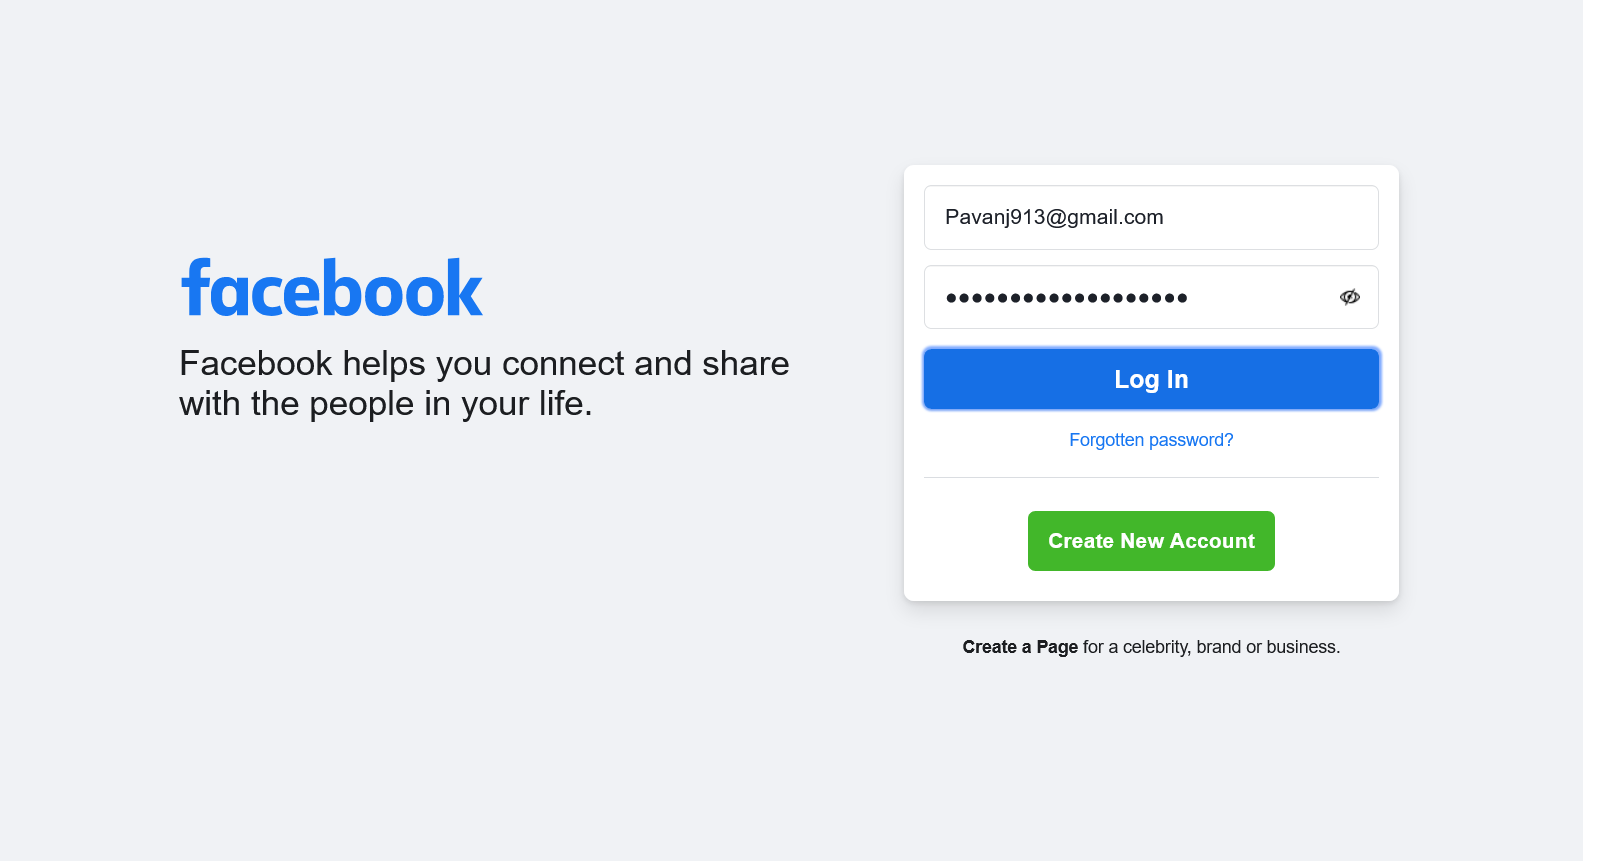 facebook
Facebook helps you connect and share
with the people in your life.
Pavanj913@gmail.com
●●●●●●●●●●●●●●●●●●●
Log In
Forgotten password?
Create New Account
Create a Page for a celebrity, brand or business.